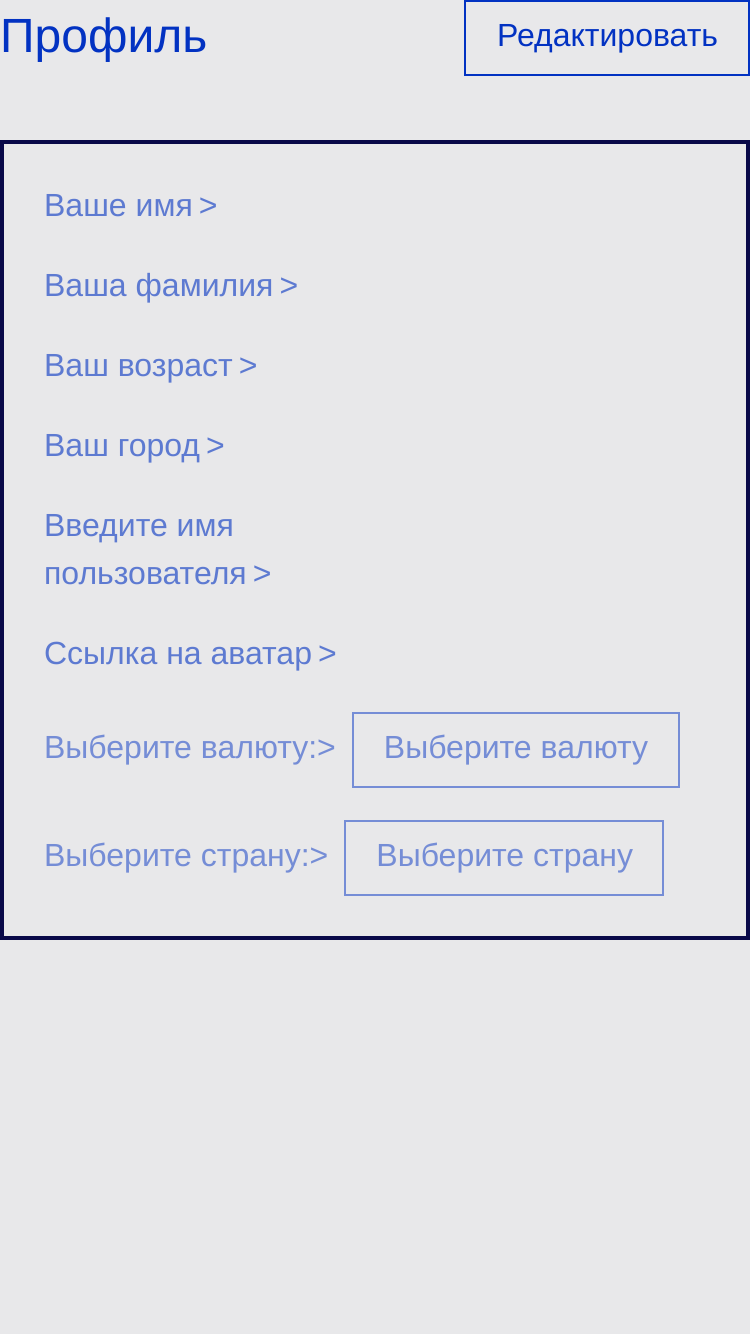 Профиль
Редактировать
Ваше имя >
Ваша фамилия >
Ваш возраст >
Ваш город >
Введите имя
пользователя >
Ссылка на аватар >
Выберите валюту:> Выберите валюту
Выберите страну:> Выберите страну